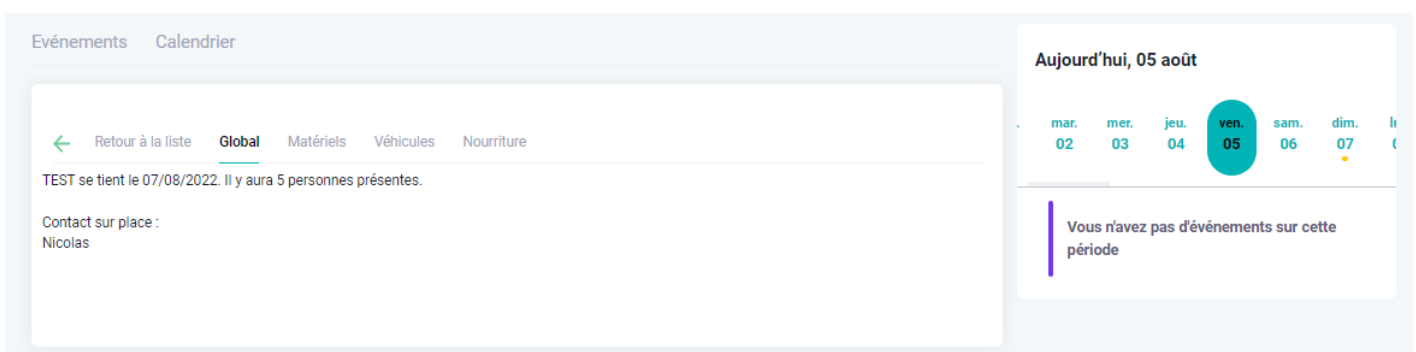 Evénements Calendrier
Retour à la liste Global Matériels Véhicules Nourriture
TEST se tient le 07/08/2022. Il y aura 5 personnes présentes.
Contact sur place :
Nicolas
Aujourd'hui, 05 août
mar. mer. jeu. ven. sam. dim.
02 03 04 05 06 07
Vous n'avez pas d'événements sur cette
période